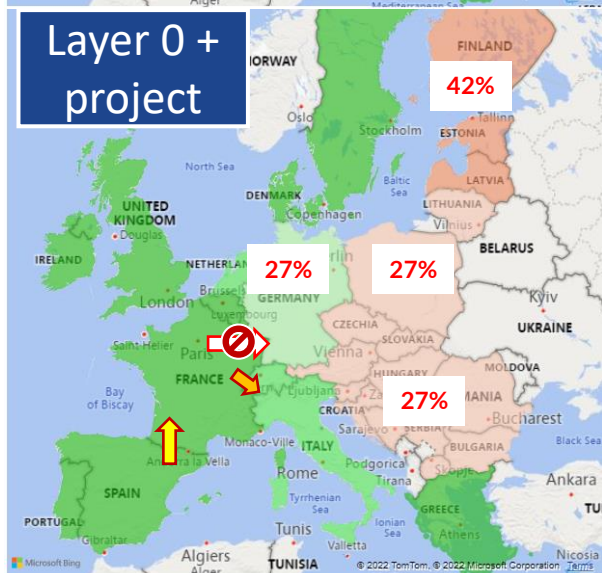 Alger
Mediterranean Sea
Layer 0 +
project
NORWAY
FINLAND
42%
Oslo
Stockholm
Tallinn
ESTONIA
North Sea
Baltic
Sea
LATVIA
DENMARK
LITHUANIA
Copenhagen
Vilnius
UNITED
KINGDOM
Douglas
BELARUS
IRELAND
27%
27%
London
Brussels
GERMANY
Kyiv
Luxembourg
UKRAINE
CZECHIA
SLOVAKIA
Saint-Helier
Paris
Vienna
MOLDOVA
FRANCE
HUNGARY
Bay
of Biscay
Ljubljana
27%
CROATIA
Bucharest
Monaco-Ville
Sarajevo
SERBIA
Black Sea
ITALY
BULGARIA
Andorra la Vella
Podgorica
Skopje
Rome
Tirana
Ankara
SPAIN
Tyrrhenian
Sea
GREECE
PORTUGAL
Ionian
Sea
Athens
Gibraltar
Tunis
Valletta
Algiers
Nicosia
Microsoft Bing
TUNISIA
© 2022 TomTom, © 2022 Microsoft Corporation Terms